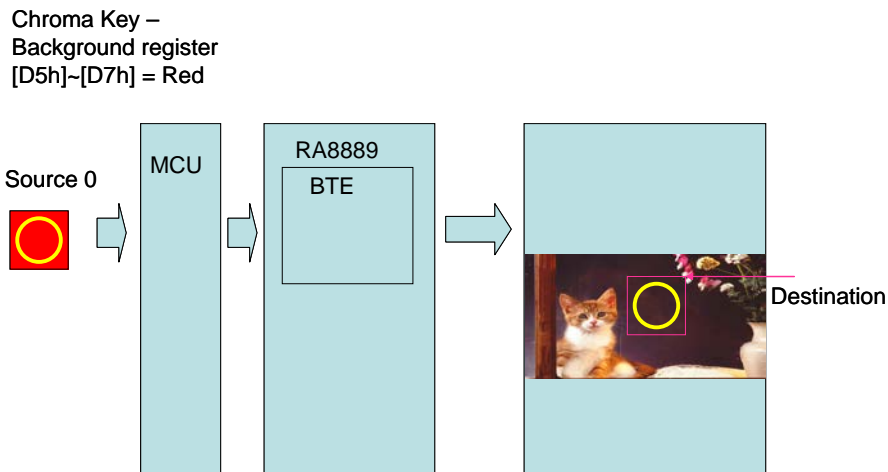 Chroma Key –
Background register
[D5h]~[D7h] = Red
Source 0
MCU
RA8889
BTE
Destination